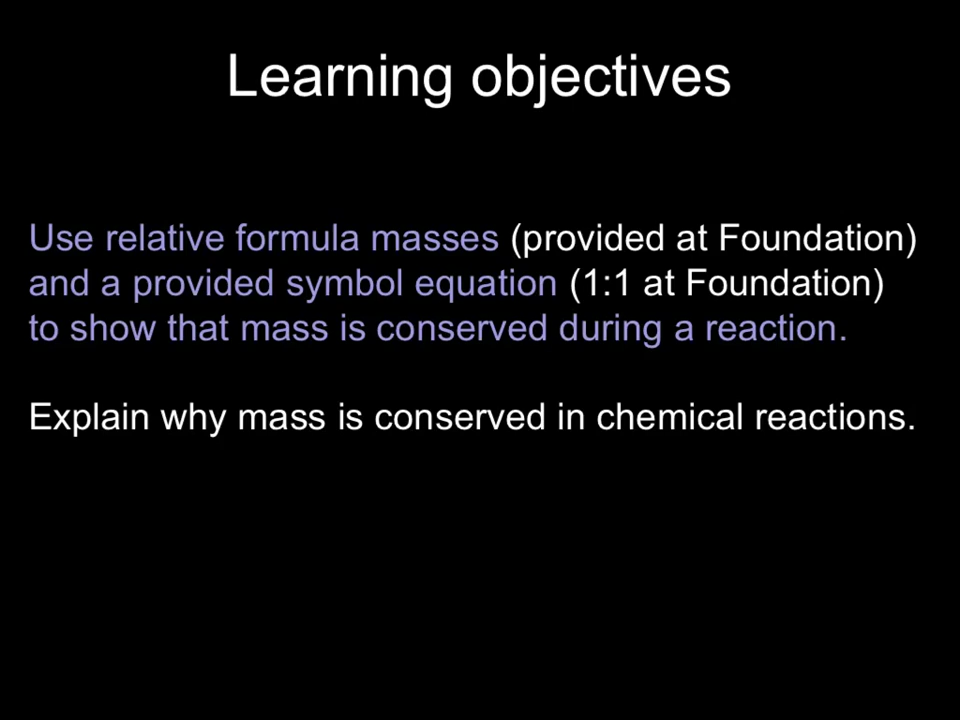 Learning objectives
Use relative formula masses (provided at Foundation)
and a provided symbol equation (1:1 at Foundation)
to show that mass is conserved during a reaction.
Explain why mass is conserved in chemical reactions.